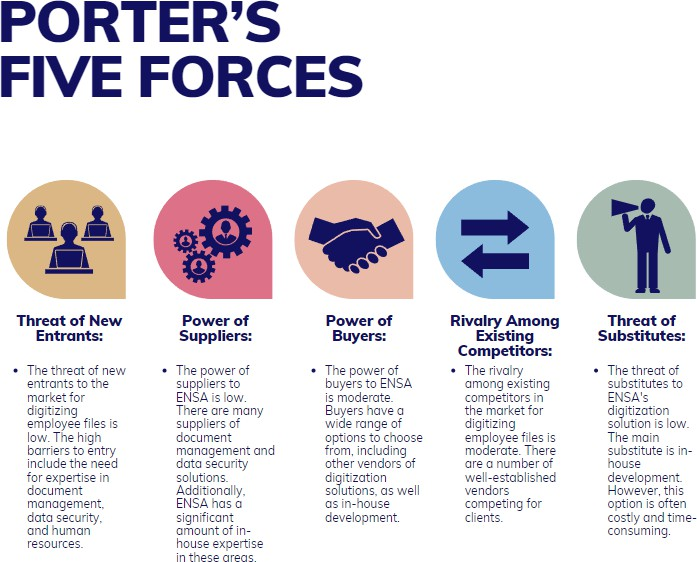 PORTER'S
FIVE FORCES
Threat of New
Entrants:
• The threat of new
entrants to the
market for
digitizing
employee files is
low. The high
barriers to entry
include the need
for expertise in
document
management,
data security,
and human
resources.
Power of
Suppliers:
• The power of
suppliers to
ENSA is low.
There are many
suppliers of
document
management and
data security
solutions.
Additionally,
ENSA has a
significant
amount of in-
house expertise
in these areas.
Power of
Buyers:
• The power of
buyers to ENSA
is moderate.
Buyers have a
wide range of
options to choose
from, including
other vendors of
digitization
solutions, as well
as in-house
development.
Rivalry Among
Existing
Competitors:
• The rivalry
among existing
competitors in
the market for
digitizing
employee files is
moderate. There
are a number of
well-established
vendors
competing for
clients.
Threat of
Substitutes:
• The threat of
substitutes to
ENSA's
digitization
solution is low.
The main
substitute is in-
house
development.
However, this
option is often
costly and time-
consuming.